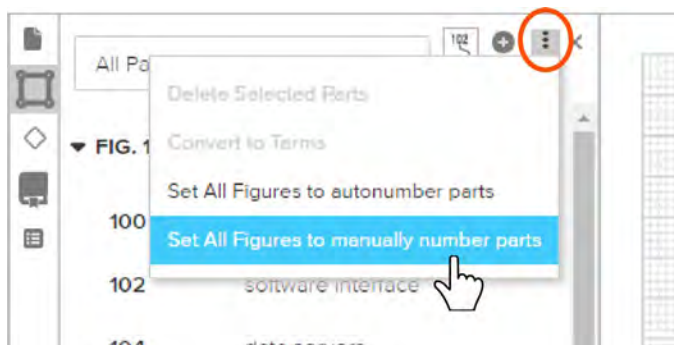 102
All Pa
Delete Selected Parts
Convert to Terms
FIG. 1
Set All Figures to autonumber parts
100
Set All Figures to manually number parts
102 software interface
104 data servers